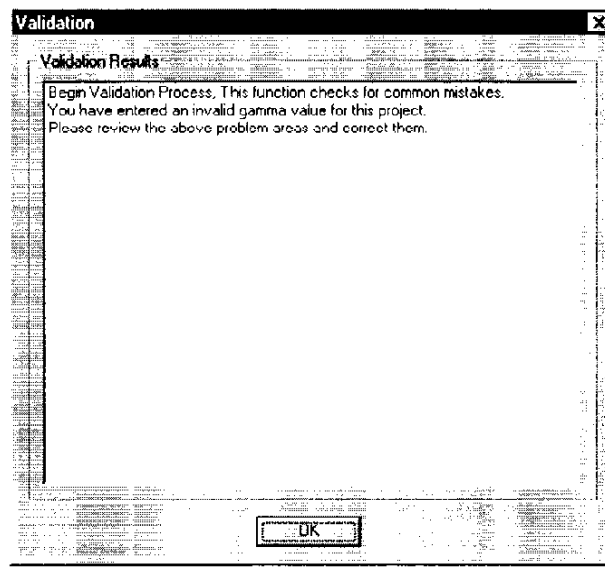 Validation
Validation Results
Begin Validation Process, This function checks for common mistakes.
You have entered an invalid gamma value for this project.
Please review the above problem areas and correct them.
OK